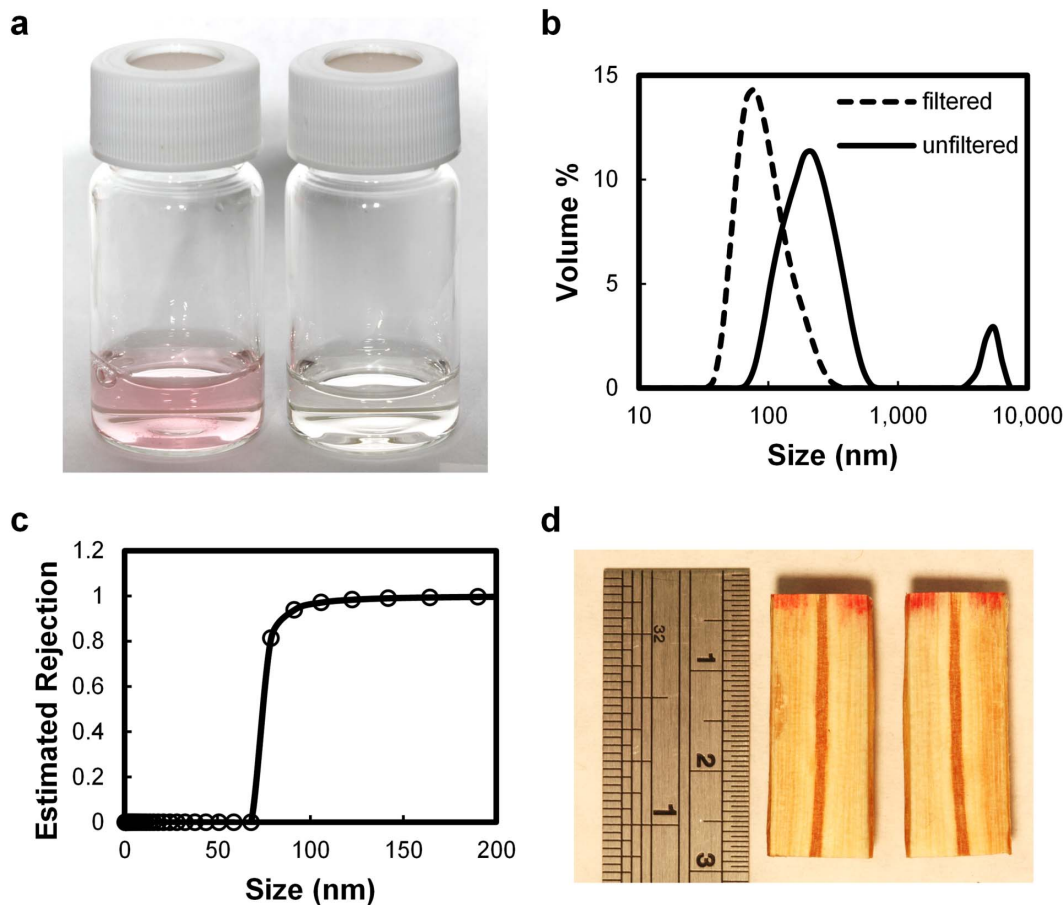 a
b
15
10
5
0
Volume %
filtered
unfiltered
10
100
1,000
10,000
Size (nm)
c
1.2
1
0.8
0.6
0.4
0.2
0
Estimated Rejection
0
50
100
150
200
Size (nm)
d
32
1
2
1
3